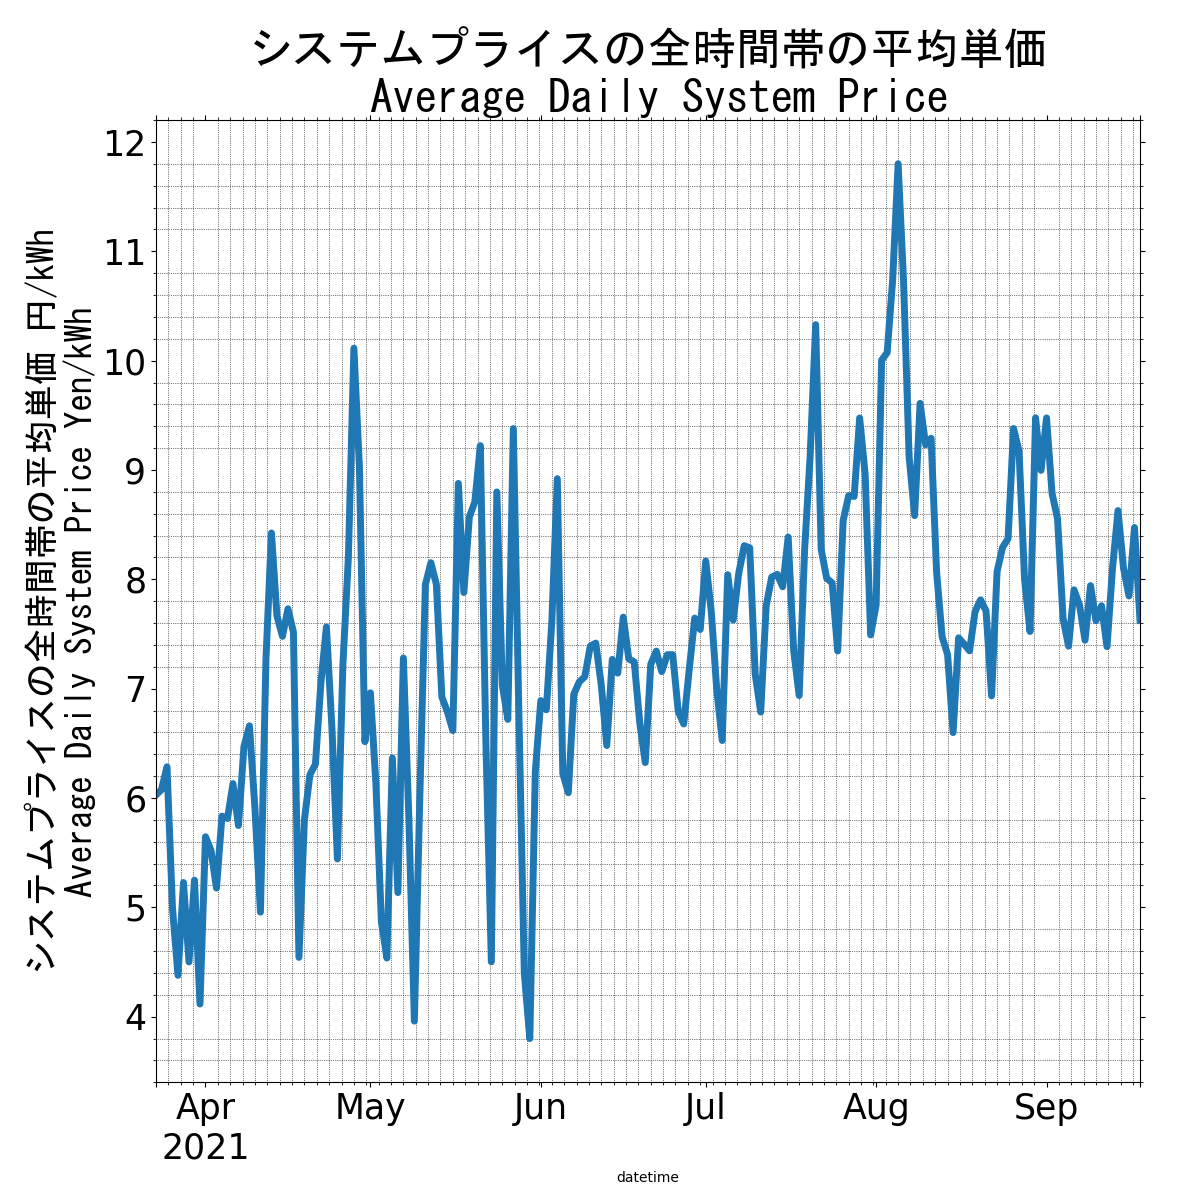 システムプライスの全時間帯の平均単価
Average Daily System Price
システムプライスの全時間帯の平均単価 円/kWh
Average Daily System Price Yen/kWh
12
11
10
9
8
7
6
5
4
Apr
May
Jun
Jul
Aug
Sep
2021
datetime